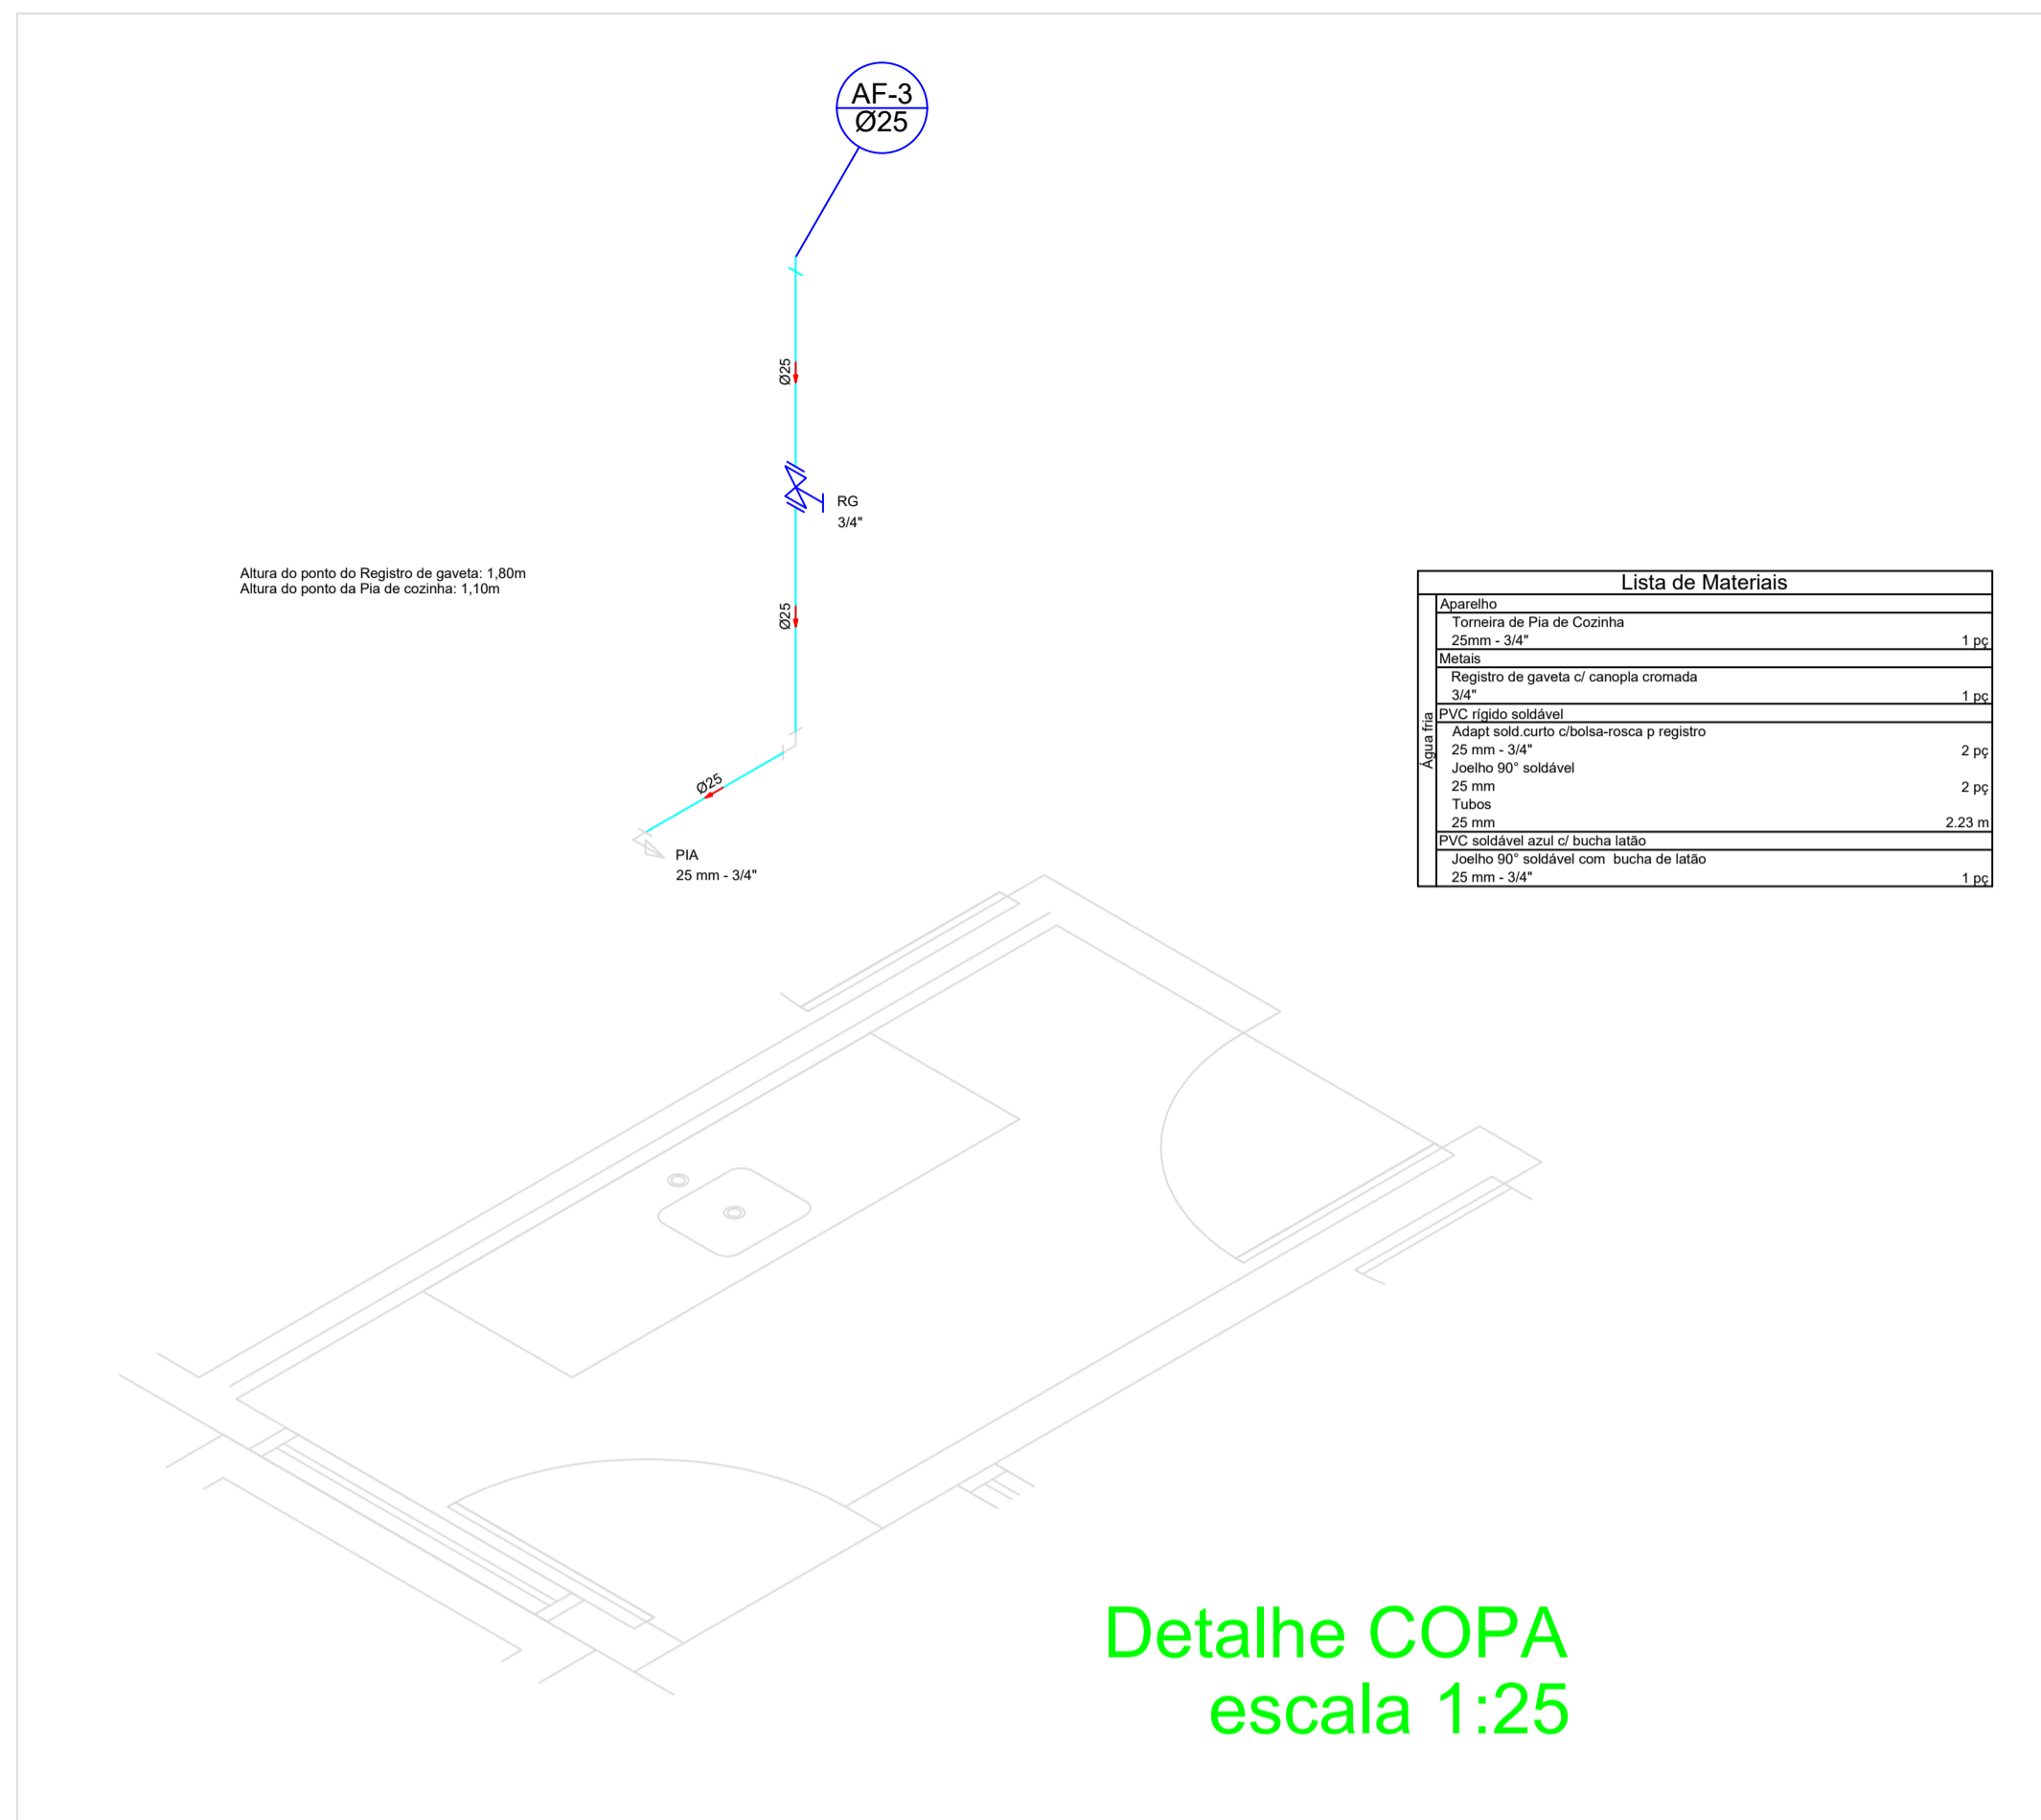 AF-3
Ø25
Ø25
RG
3/4"
Altura do ponto do Registro de gaveta: 1,80m
Altura do ponto da Pia de cozinha: 1,10m
Ø25
Ø25
PIA
25 mm - 3/4"
Lista de Materiais
Água fria
Aparelho
Torneira de Pia de Cozinha
25mm - 3/4" 1 pç
Metais
Registro de gaveta c/ canopla cromada
3/4" 1 pç
PVC rígido soldável
Adapt sold.curto c/bolsa-rosca p registro
25 mm - 3/4" 2 pç
Joelho 90° soldável
25 mm 2 pç
Tubos
25 mm 2.23 m
PVC soldável azul c/ bucha latão
Joelho 90° soldável com bucha de latão
25 mm - 3/4" 1 pç
Detalhe COPA
escala 1:25